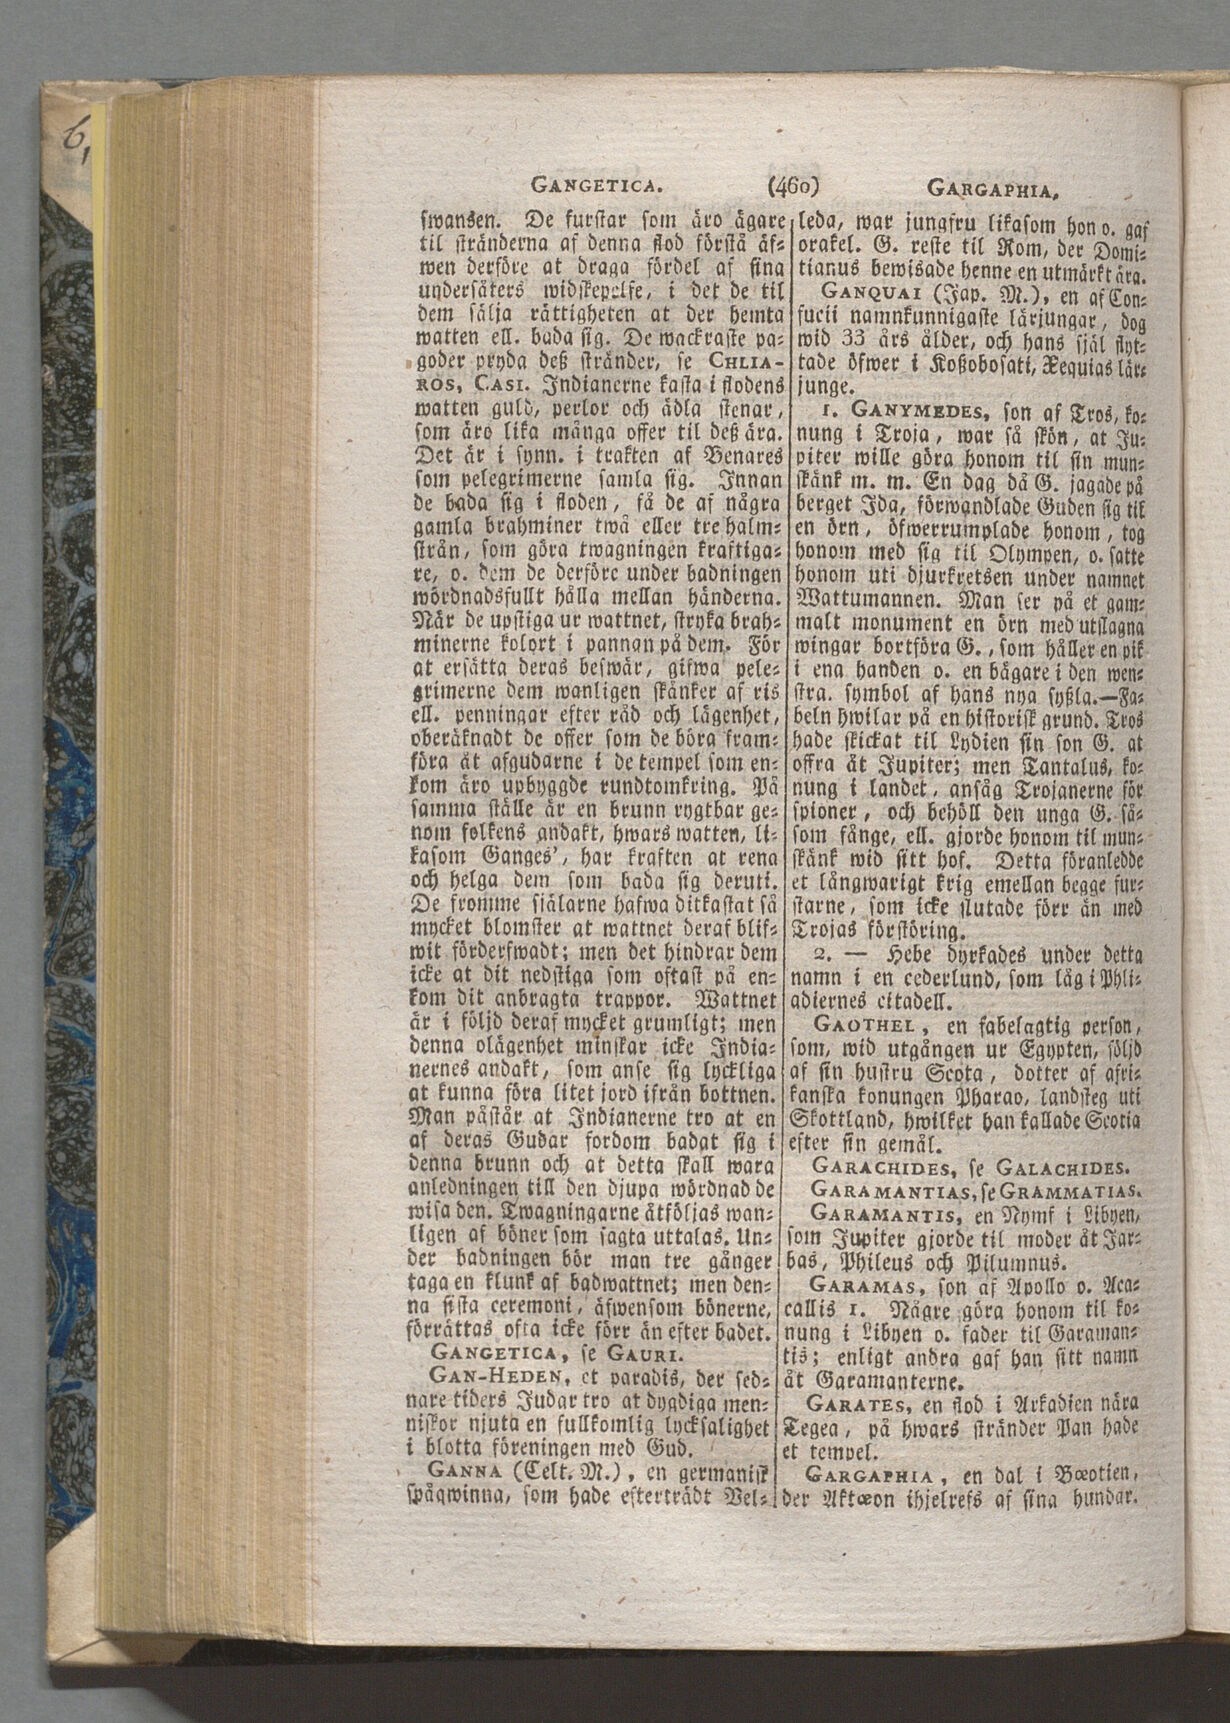 6,
GANGETICA. (460) GARGAPHIA.
swansen. De furstar som äro ägare
til stränderna af denna flod förstå äf-
wen derföre at draga fördel af sina
undersåters widskepelse, i det de til
dem sälja rättigheten at der hemta
watten ell. bada sig. De wackraste pa-
goder pryda deß stränder, se CHLIA-
ROS, CASI. Indianerne kasta i flodens
watten guld, perlor och ädla stenar,
som äro lika många offer til deß ära.
Det är i synn. i trakten af Benares
som pelegrimerne samla sig. Innan
de bada sig i floden, få de af några
gamla brahminer twå eller tre halm-
strån, som göra twagningen kraftiga-
re, o. dem de derföre under badningen
wördnadsfullt hålla mellan händerna.
När de upstiga ur wattnet, stryka brah-
minerne kolort i pannan på dem. För
at ersätta deras beswär, gifwa pele-
grimerne dem wanligen skänker af ris
ell. penningar efter råd och lägenhet,
oberäknadt de offer som de böra fram-
föra åt afgudarne i de tempel som en-
kom äro upbyggde rundtomkring. På
samma ställe är en brunn rygtbar ge-
nom folkens andakt, hwars watten, li-
kasom Ganges', har kraften at rena
och helga dem som bada sig deruti.
De fromme själarne hafwa ditkastat så
mycket blomster at wattnet deraf blif-
wit förderfwadt; men det hindrar dem
icke at dit nedstiga som oftast på en-
kom dit anbragta trappor. Wattnet
är i följd deraf mycket grumligt; men
denna olägenhet minskar icke India-
nernes andakt, som anse sig lyckliga
at kunna föra litet jord ifrån bottnen.
Man påstår at Indianerne tro at en
af deras Gudar fordom badat sig i
denna brunn och at detta skall wara
anledningen till den djupa wördnad de
wisa den. Twagningarne åtföljas wan-
ligen af böner som sagta uttalas. Un-
der badningen bör man tre gånger
taga en klunk af badwattnet; men den-
na sista ceremoni, äfwensom bönerne,
förrättas ofta icke förr än efter badet.
GANGETICA, se GAURI.
GAN-HEDEN, et paradis, der sed-
nare tiders Judar tro at dygdiga men-
niskor njuta en fullkomlig lycksalighet
i blotta föreningen med Gud.
GANNA (Celt. M.), en germanisk
spåqwinna, som hade efterträdt Vel-
leda, war jungfru likasom hon o. gaf
orakel. G. reste til Rom, der Domi-
tianus bewisade henne en utmärkt ära.
GANQUAI (Jap. M.), en af Con-
fucii namnkunnigaste lärjungar, dog
wid 33 års ålder, och hans själ flyt-
tade öfwer i Koßobosati, Xequias lär-
junge.
1. GANYMEDES, son af Tros, ko-
nung i Troja, war så skön, at Ju-
piter wille göra honom til sin mun-
skänk m. m. En dag då G. jagade på
berget Ida, förwandlade Guden sig til
en örn, öfwerrumplade honom, tog
honom med sig til Olympen, o. satte
honom uti djurkretsen under namnet
Wattumannen. Man ser på et gam-
malt monument en örn med utslagna
wingar bortföra G., som håller en pik
i ena handen o. en bägare i den wen-
stra. symbol af hans nya syßla.—Fa-
beln hwilar på en historisk grund. Tros
hade skickat til Lydien sin son G. at
offra åt Jupiter; men Tantalus, ko-
nung i landet, ansåg Trojanerne för
spioner, och behöll den unga G. så-
som fånge, ell. gjorde honom til mun-
skänk wid sitt hof. Detta föranledde
et långwarigt krig emellan begge fur-
starne, som icke slutade förr än med
Trojas förstöring.
2. — Hebe dyrkades under detta
namn i en cederlund, som låg i Phli-
adiernes citadell.
GAOTHEL, en fabelagtig person,
som, wid utgången ur Egypten, följd
af sin hustru Scota, dotter af afri-
kanska konungen Pharao, landsteg uti
Skottland, hwilket han kallade Scotia
efter sin gemål.
GARACHIDES, se GALACHIDES.
GARAMANTIAS, se GRAMMATIAS.
GARAMANTIS, en Nymf i Libyen,
som Jupiter gjorde til moder åt Jar-
bas, Phileus och Pilumnus.
GARAMAS, son af Apollo o. Aca-
callis 1. Någre göra honom til ko-
nung i Libyen o. fader til Garaman-
tis; enligt andra gaf han sitt namn
åt Garamanterne.
GARATES, en flod i Arkadien nära
Tegea, på hwars stränder Pan hade
et tempel.
GARGAPHIA, en dal i Bœotien,
der Aktœon ihjelrefs af sina hundar.